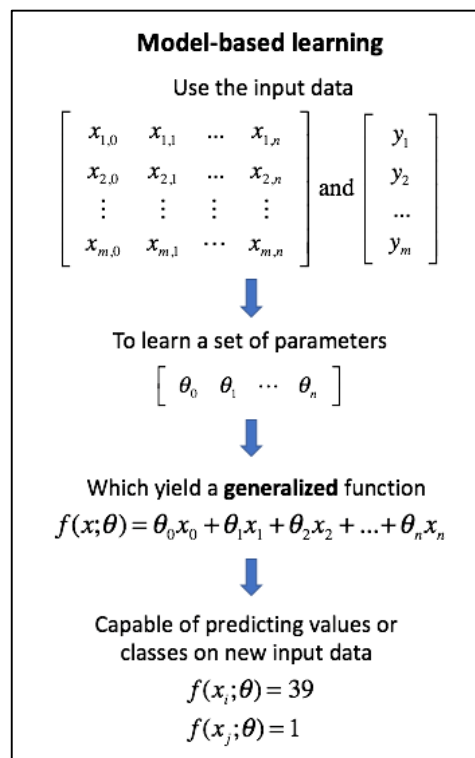 Model-based learning
Use the input data
x₁,₀ x₁,₁ ... x₁,ₙ
x₂,₀ x₂,₁ ... x₂,ₙ
⋮ ⋮ ⋮ ⋮
xₘ,₀ xₘ,₁ ⋯ xₘ,ₙ
and
y₁
y₂
...
yₘ
To learn a set of parameters
[ θ₀ θ₁ ⋯ θₙ ]
Which yield a generalized function
f(x;θ) = θ₀x₀ + θ₁x₁ + θ₂x₂ + ... + θₙxₙ
Capable of predicting values or
classes on new input data
f(xᵢ;θ) = 39
f(xⱼ;θ) = 1